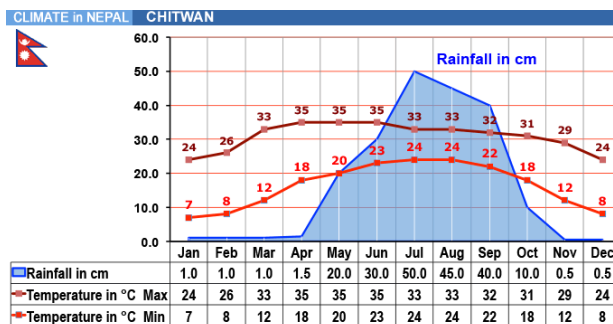 CLIMATE in NEPAL CHITWAN
60.0
Rainfall in cm
50.0
40.0
30.0
20.0
10.0
0.0
24 26 33 35 35 35 33 33 32 31 29 24
7 8 12 18 20 23 24 24 22 18 12 8
Jan Feb Mar Apr May Jun Jul Aug Sep Oct Nov Dec
Rainfall in cm 1.0 1.0 1.0 1.5 20.0 30.0 50.0 45.0 40.0 10.0 0.5 0.5
Temperature in °C Max 24 26 33 35 35 35 33 33 32 31 29 24
Temperature in °C Min 7 8 12 18 20 23 24 24 22 18 12 8